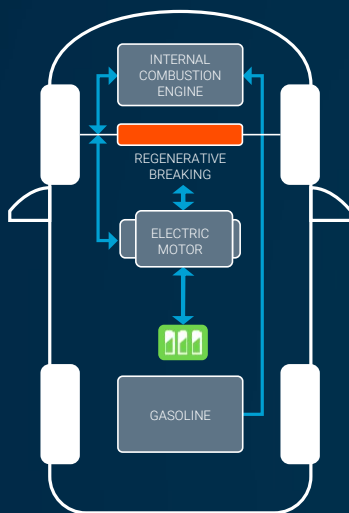 INTERNAL
COMBUSTION
ENGINE
REGENERATIVE
BREAKING
ELECTRIC
MOTOR
GASOLINE